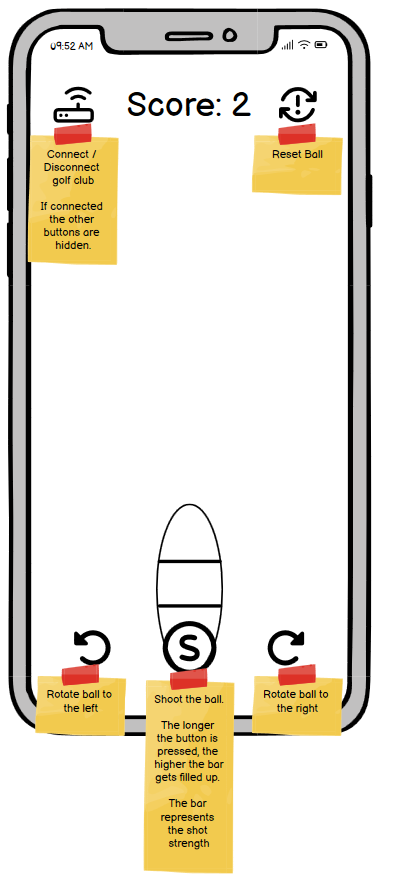 09:52 AM
Score: 2
Connect /
Disconnect
golf club
If connected
the other
buttons are
hidden.
Reset Ball
S
Rotate ball to
the left
Shoot the ball.
The longer
the button is
pressed, the
higher the bar
gets filled up.
The bar
represents
the shot
strength
Rotate ball to
the right